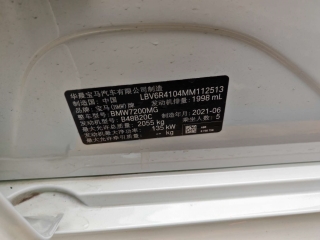 华晨宝马汽车有限公司制造
制造国: 中国 LBV6R4104MM112513
品牌: 宝马(BMW)牌 发动机排量: 1998 mL
整车型号: BMW7200MG 制造年月: 2021-06
发动机型号: B48B20C 乘坐人数: 5
最大允许总质量: 2055 kg
最大净功率: 135 kW
kg